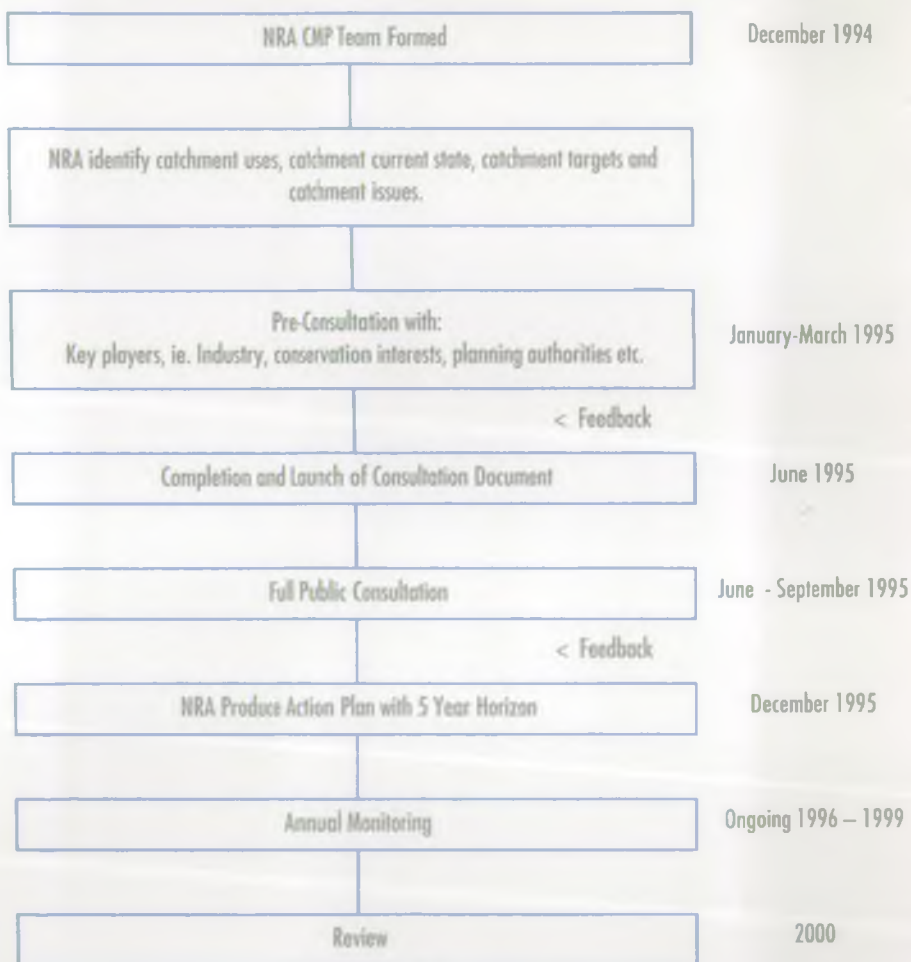 NRA CMP Team Formed
December 1994
NRA identify catchment uses, catchment current state, catchment targets and
catchment issues.
Pre-Consultation with:
Key players, ie. Industry, conservation interests, planning authorities etc.
January-March 1995
< Feedback
Completion and Launch of Consultation Document
June 1995
Full Public Consultation
June - September 1995
< Feedback
NRA Produce Action Plan with 5 Year Horizon
December 1995
Annual Monitoring
Ongoing 1996 – 1999
Review
2000